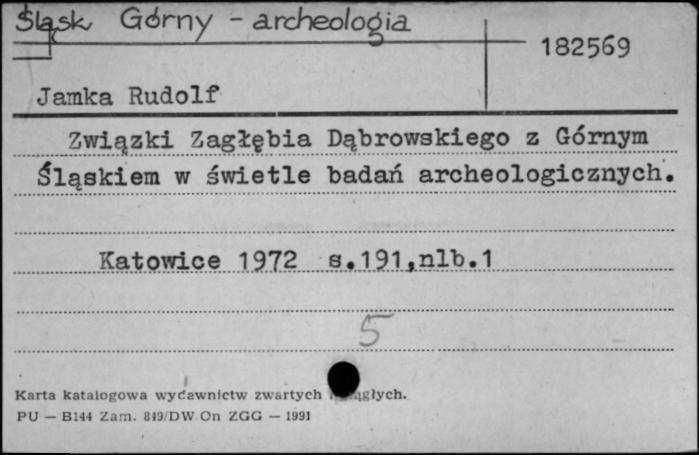 Śląsk Górny - archeologia
182569
Jamka Rudolf
Związki Zagłębia Dąbrowskiego z Górnym
Śląskiem w świetle badań archeologicznych.
Katowice 1972 s.191,nlb.1
5
Karta katalogowa wydawnictw zwartych
PU — B144 Zam. 849/DW On ZGG — 1991